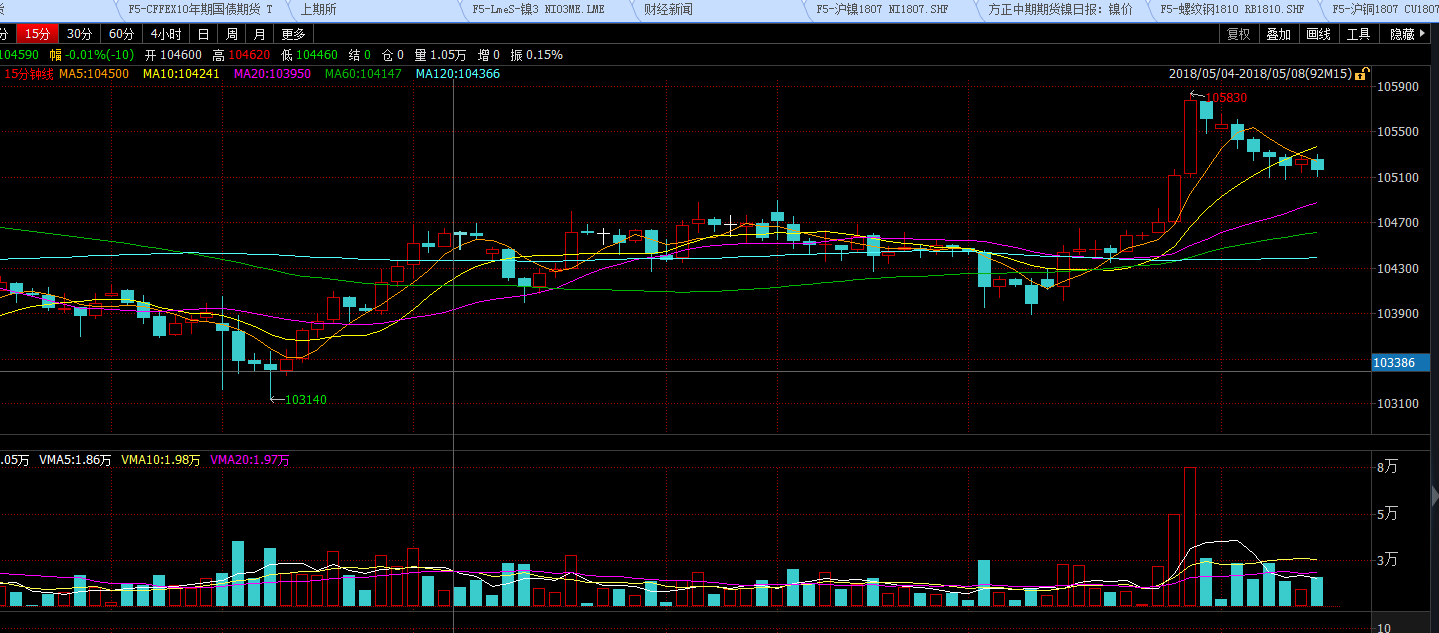 货 F5-CFFEX10年期国债期货 T 上期所 F5-LmeS-镍3 NIO3ME.LME 财经新闻 F5-沪镍1807 NI1807.SHF 方正中期期货镍日报: 镍价 F5-螺纹钢1810 RB1810.SHF F5-沪铜1807 CU1807
分 15分 30分 60分 4小时 日 周 月 更多 复权 叠加 画线 工具 隐藏
104590 幅 -0.01%(-10) 开 104600 高 104620 低 104460 结 0 仓 0 量 1.05万 增 0 振 0.15%
15分钟线 MA5:104500 MA10:104241 MA20:103950 MA60:104147 MA120:104366 2018/05/04-2018/05/08(92M15)
105900
105830
105500
105100
104700
104300
103900
103386
103140
103100
.05万 VMA5:1.86万 VMA10:1.98万 VMA20:1.97万
8万
5万
3万
10